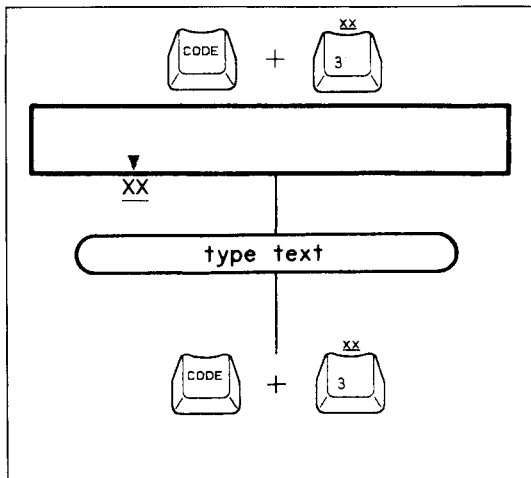 xx
CODE + 3
▼
XX
type text
xx
CODE + 3